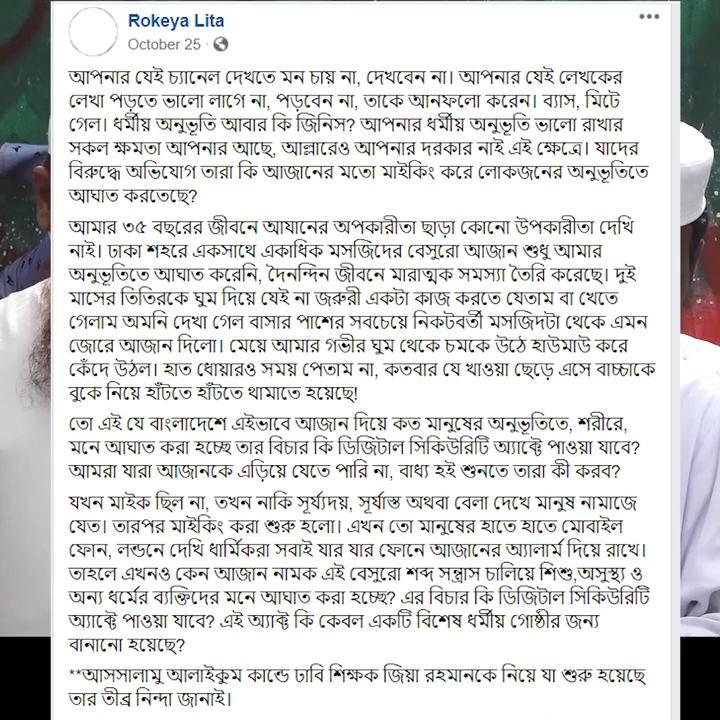 Rokeya Lita
October 25 ·
আপনার যেই চ্যানেল দেখতে মন চায় না, দেখবেন না। আপনার যেই লেখকের
লেখা পড়তে ভালো লাগে না, পড়বেন না, তাকে আনফলো করেন। ব্যাস, মিটে
গেল। ধর্মীয় অনুভূতি আবার কি জিনিস? আপনার ধর্মীয় অনুভূতি ভালো রাখার
সকল ক্ষমতা আপনার আছে, আল্লারেও আপনার দরকার নাই এই ক্ষেত্রে। যাদের
বিরুদ্ধে অভিযোগ তারা কি আজানের মতো মাইকিং করে লোকজনের অনুভূতিতে
আঘাত করতেছে?
আমার ৩৫ বছরের জীবনে আযানের অপকারীতা ছাড়া কোনো উপকারীতা দেখি
নাই। ঢাকা শহরে একসাথে একাধিক মসজিদের বেসুরো আজান শুধু আমার
অনুভূতিতে আঘাত করেনি, দৈনন্দিন জীবনে মারাত্মক সমস্যা তৈরি করেছে। দুই
মাসের তিতিরকে ঘুম দিয়ে যেই না জরুরী একটা কাজ করতে যেতাম বা খেতে
গেলাম অমনি দেখা গেল বাসার পাশের সবচেয়ে নিকটবর্তী মসজিদটা থেকে এমন
জোরে আজান দিলো। মেয়ে আমার গভীর ঘুম থেকে চমকে উঠে হাউমাউ করে
কেঁদে উঠল। হাত ধোয়ারও সময় পেতাম না, কতবার যে খাওয়া ছেড়ে এসে বাচ্চাকে
বুকে নিয়ে হাঁটতে হাঁটতে থামাতে হয়েছে!
তো এই যে বাংলাদেশে এইভাবে আজান দিয়ে কত মানুষের অনুভূতিতে, শরীরে,
মনে আঘাত করা হচ্ছে তার বিচার কি ডিজিটাল সিকিউরিটি অ্যাক্টে পাওয়া যাবে?
আমরা যারা আজানকে এড়িয়ে যেতে পারি না, বাধ্য হই শুনতে তারা কী করব?
যখন মাইক ছিল না, তখন নাকি সূর্য্যদয়, সূর্যাস্ত অথবা বেলা দেখে মানুষ নামাজে
যেত। তারপর মাইকিং করা শুরু হলো। এখন তো মানুষের হাতে হাতে মোবাইল
ফোন, লন্ডনে দেখি ধার্মিকরা সবাই যার যার ফোনে আজানের অ্যালার্ম দিয়ে রাখে।
তাহলে এখনও কেন আজান নামক এই বেসুরো শব্দ সন্ত্রাস চালিয়ে শিশু,অসুস্থ্য ও
অন্য ধর্মের ব্যক্তিদের মনে আঘাত করা হচ্ছে? এর বিচার কি ডিজিটাল সিকিউরিটি
অ্যাক্টে পাওয়া যাবে? এই অ্যাক্ট কি কেবল একটি বিশেষ ধর্মীয় গোষ্ঠীর জন্য
বানানো হয়েছে?
**আসসালামু আলাইকুম কান্ডে ঢাবি শিক্ষক জিয়া রহমানকে নিয়ে যা শুরু হয়েছে
তার তীব্র নিন্দা জানাই।